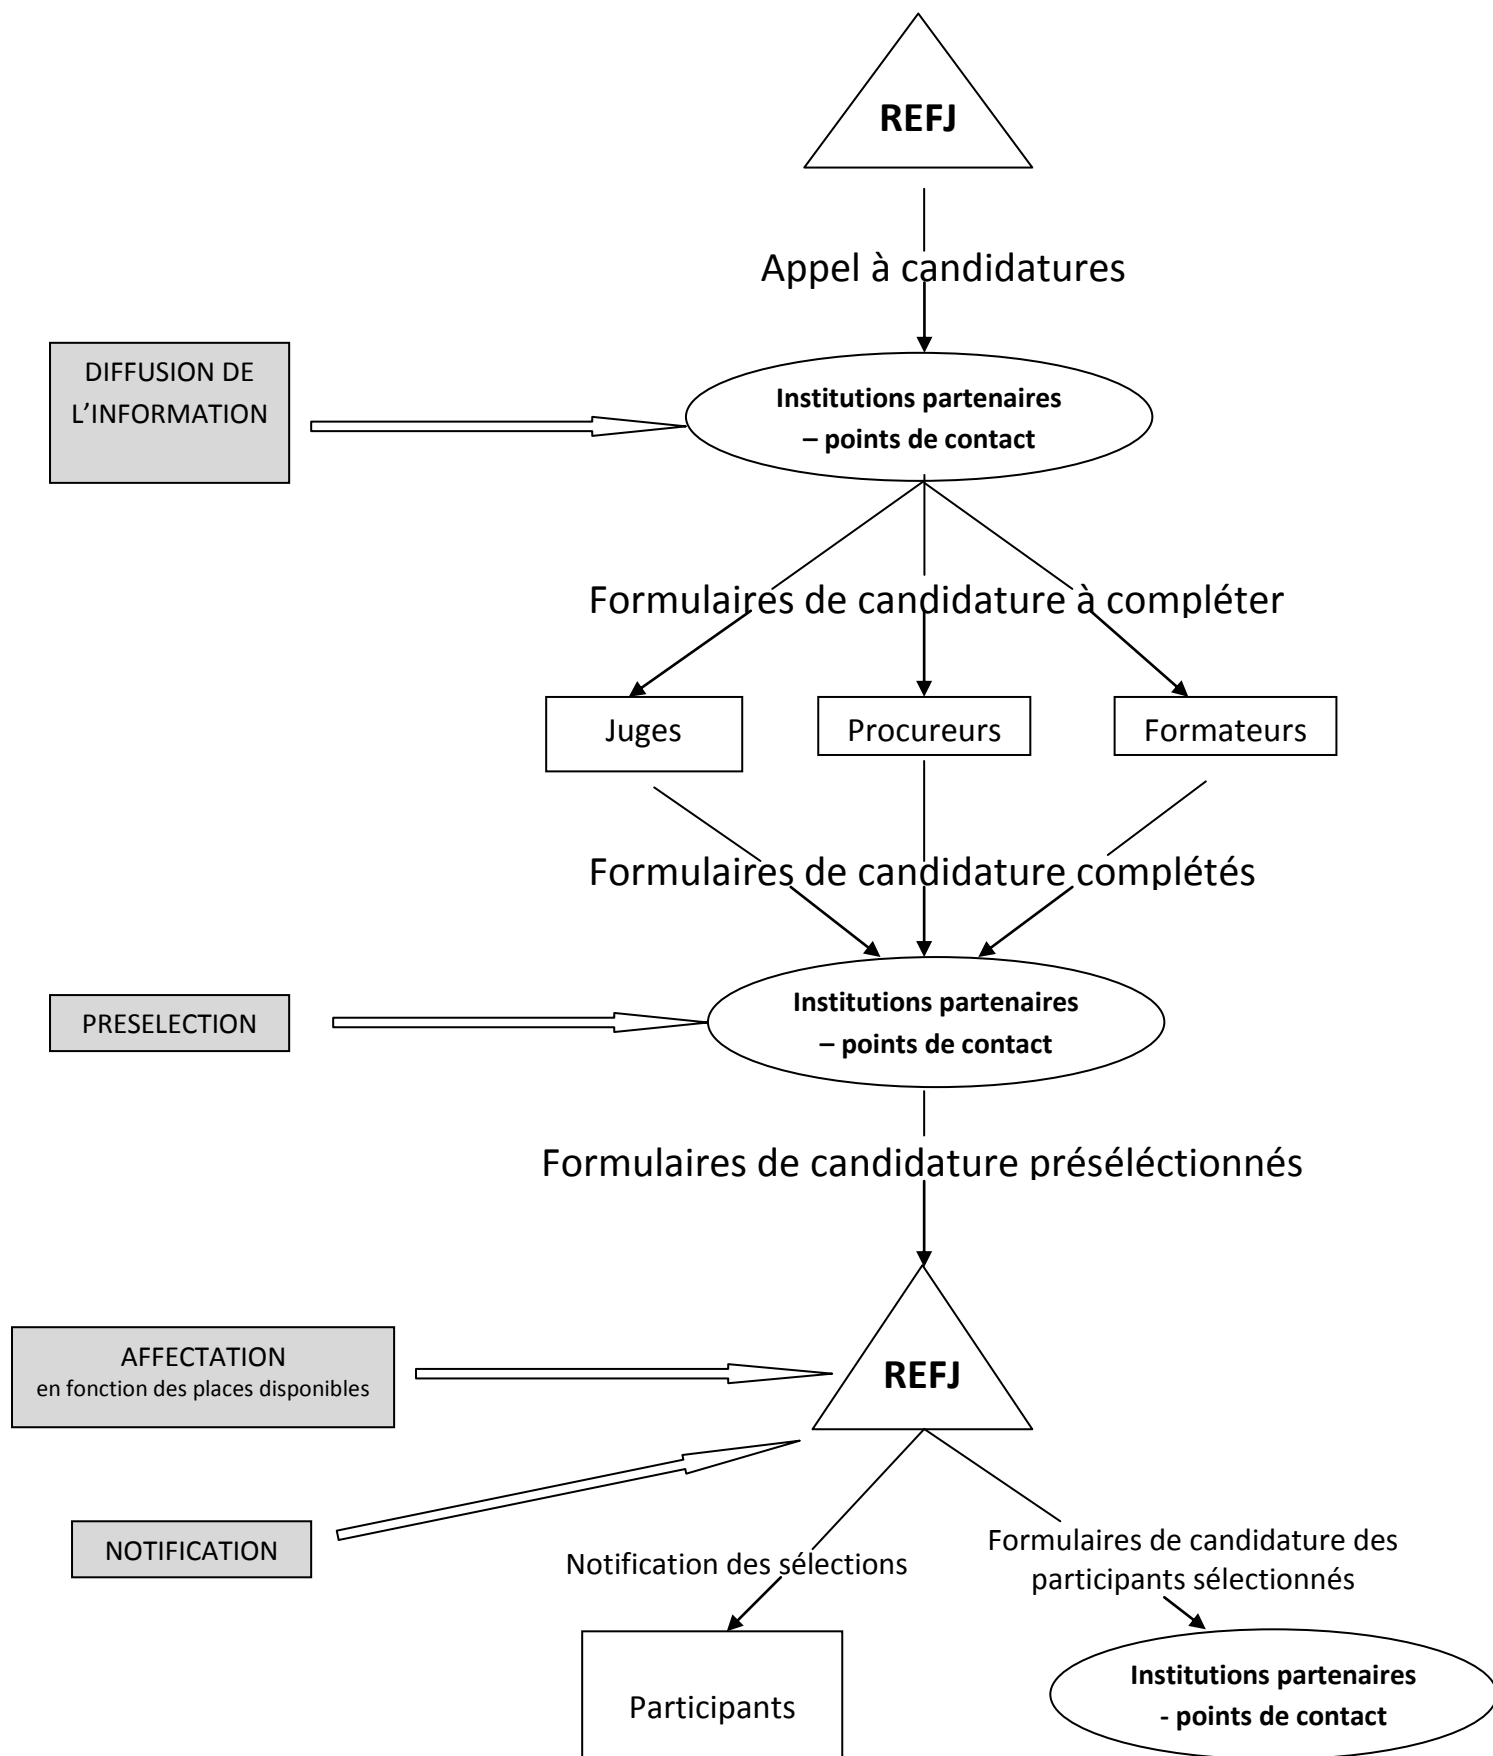 REFJ
Appel à candidatures
DIFFUSION DE
L’INFORMATION
Institutions partenaires
– points de contact
Formulaires de candidature à compléter
Juges
Procureurs
Formateurs
Formulaires de candidature complétés
PRESELECTION
Institutions partenaires
– points de contact
Formulaires de candidature préséléctionnés
AFFECTATION
en fonction des places disponibles
REFJ
NOTIFICATION
Notification des sélections
Formulaires de candidature des
participants sélectionnés
Participants
Institutions partenaires
- points de contact